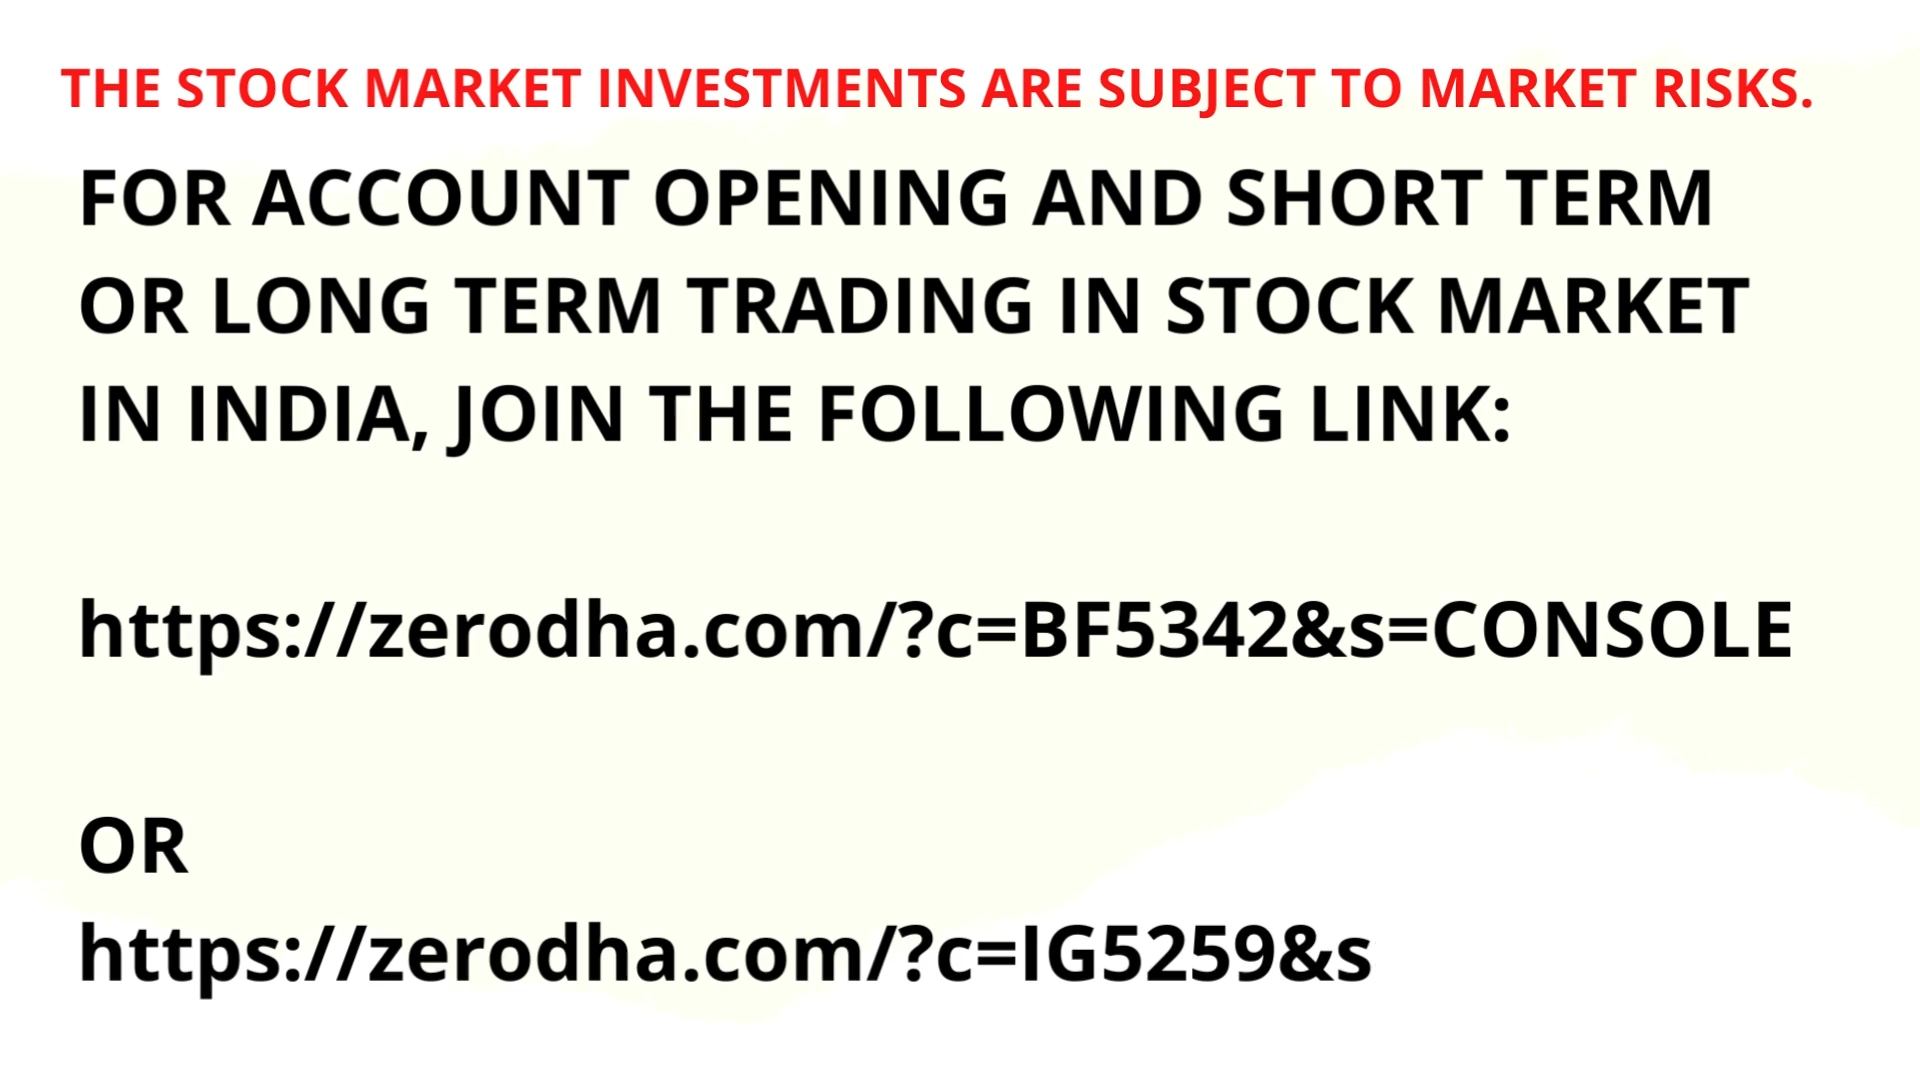 THE STOCK MARKET INVESTMENTS ARE SUBJECT TO MARKET RISKS.
FOR ACCOUNT OPENING AND SHORT TERM
OR LONG TERM TRADING IN STOCK MARKET
IN INDIA, JOIN THE FOLLOWING LINK:
https://zerodha.com/?c=BF5342&s=CONSOLE
OR
https://zerodha.com/?c=IG5259&s